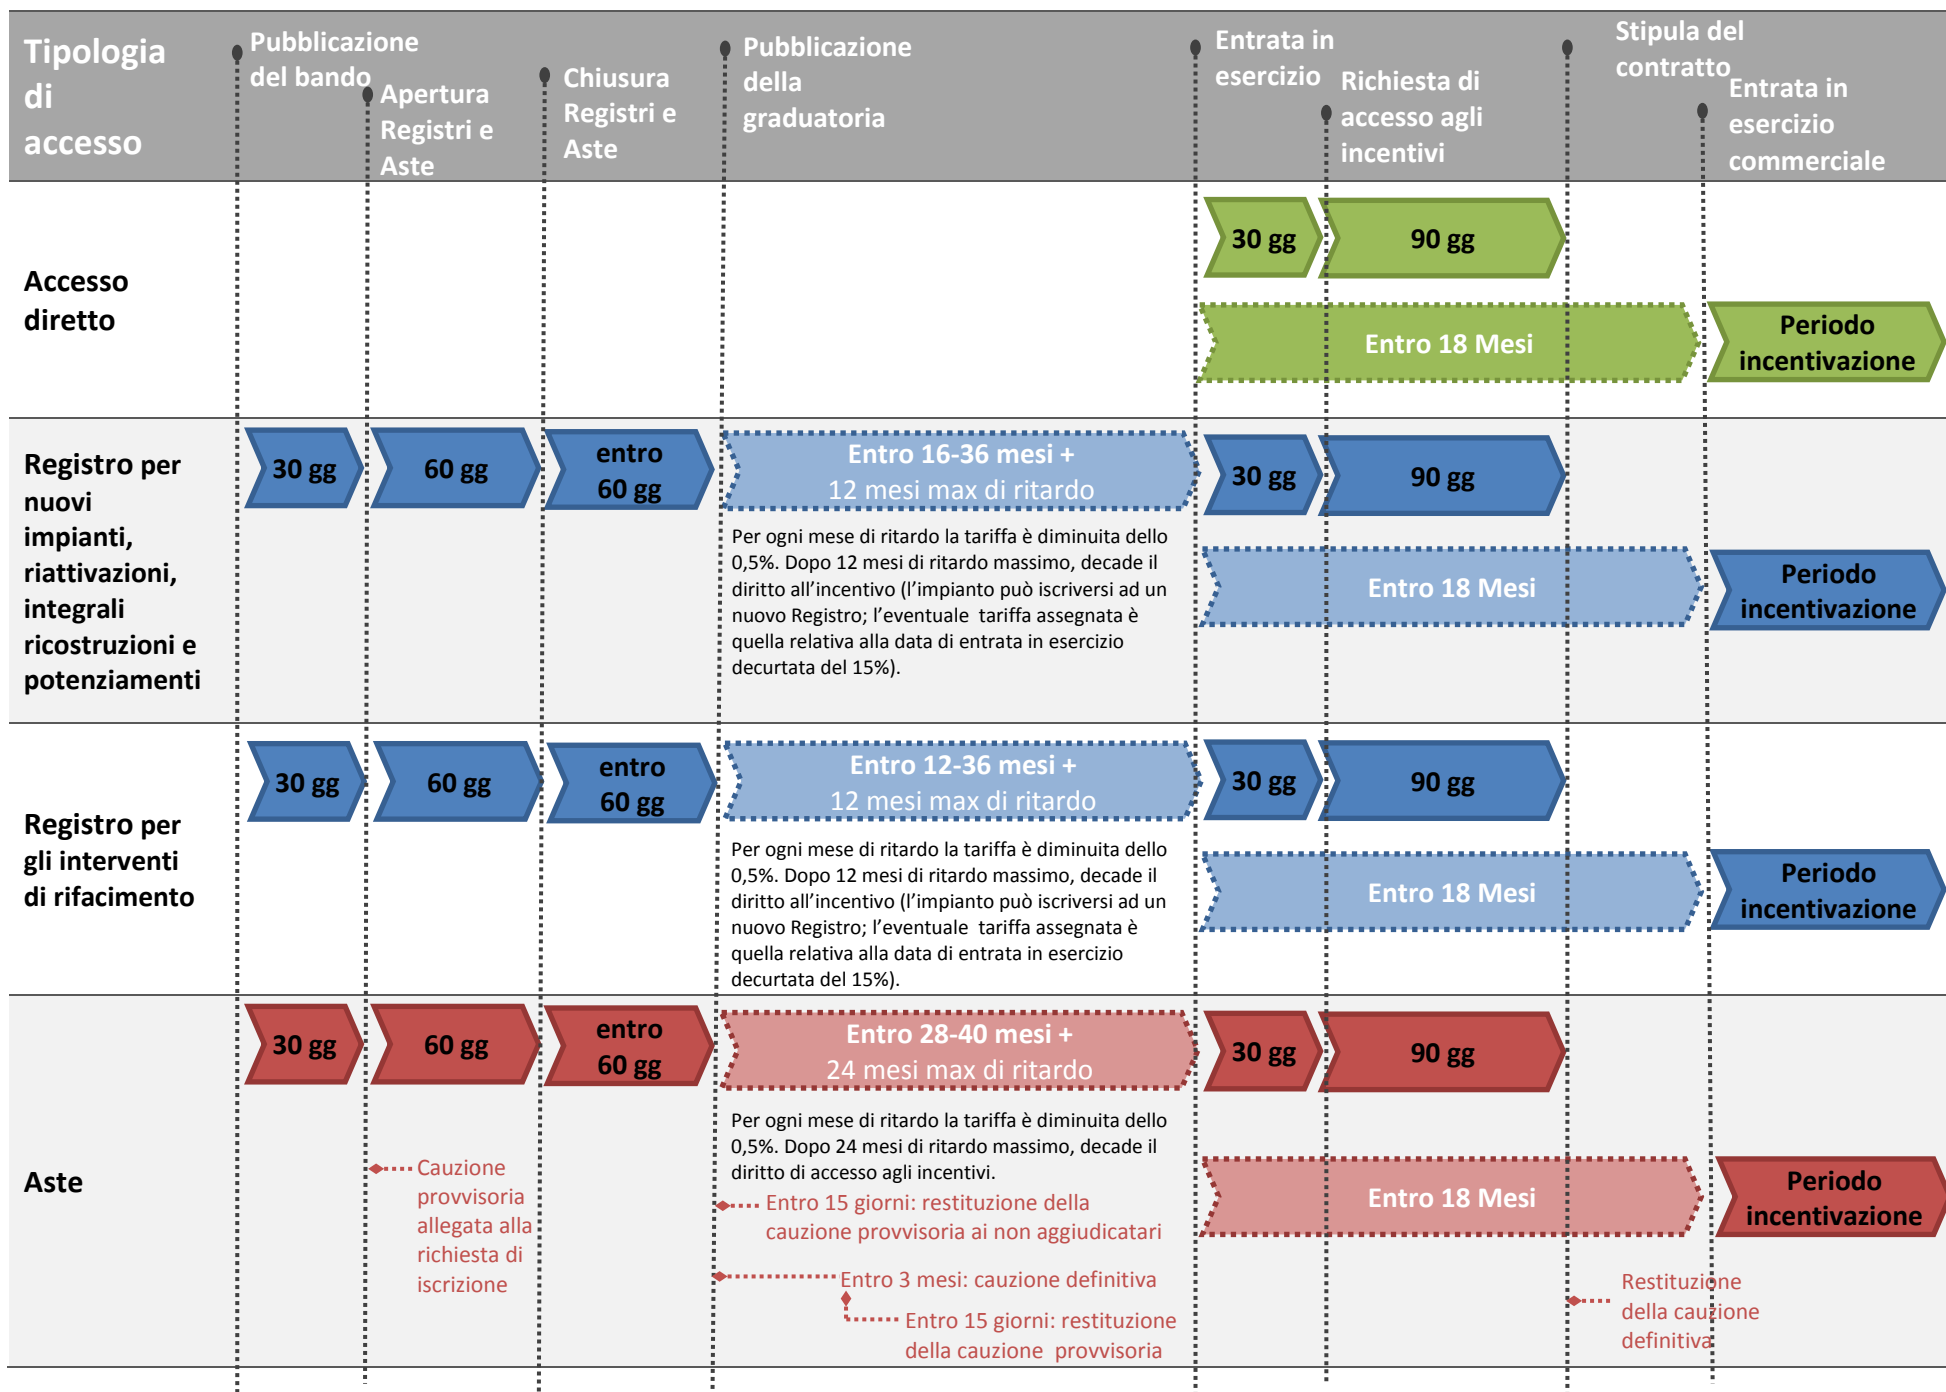 Tipologia
di
accesso
Pubblicazione
del bando
Apertura
Registri e
Aste
Chiusura
Registri e
Aste
Pubblicazione
della
graduatoria
Entrata in
esercizio
Richiesta di
accesso agli
incentivi
Stipula del
contratto
Entrata in
esercizio
commerciale
Accesso
diretto
30 gg
90 gg
Entro 18 Mesi
Periodo
incentivazione
Registro per
nuovi
impianti,
riattivazioni,
integrali
ricostruzioni e
potenziamenti
30 gg
60 gg
entro
60 gg
Entro 16-36 mesi +
12 mesi max di ritardo
30 gg
90 gg
Per ogni mese di ritardo la tariffa è diminuita dello
0,5%. Dopo 12 mesi di ritardo massimo, decade il
diritto all’incentivo (l’impianto può iscriversi ad un
nuovo Registro; l’eventuale  tariffa assegnata è
quella relativa alla data di entrata in esercizio
decurtata del 15%).
Entro 18 Mesi
Periodo
incentivazione
Registro per
gli interventi
di rifacimento
30 gg
60 gg
entro
60 gg
Entro 12-36 mesi +
12 mesi max di ritardo
30 gg
90 gg
Per ogni mese di ritardo la tariffa è diminuita dello
0,5%. Dopo 12 mesi di ritardo massimo, decade il
diritto all’incentivo (l’impianto può iscriversi ad un
nuovo Registro; l’eventuale  tariffa assegnata è
quella relativa alla data di entrata in esercizio
decurtata del 15%).
Entro 18 Mesi
Periodo
incentivazione
Aste
30 gg
60 gg
entro
60 gg
Entro 28-40 mesi +
24 mesi max di ritardo
30 gg
90 gg
Per ogni mese di ritardo la tariffa è diminuita dello
0,5%. Dopo 24 mesi di ritardo massimo, decade il
diritto di accesso agli incentivi.
Cauzione
provvisoria
allegata alla
richiesta di
iscrizione
Entro 15 giorni: restituzione della
cauzione provvisoria ai non aggiudicatari
Entro 3 mesi: cauzione definitiva
Entro 15 giorni: restituzione
della cauzione  provvisoria
Entro 18 Mesi
Periodo
incentivazione
Restituzione
della cauzione
definitiva